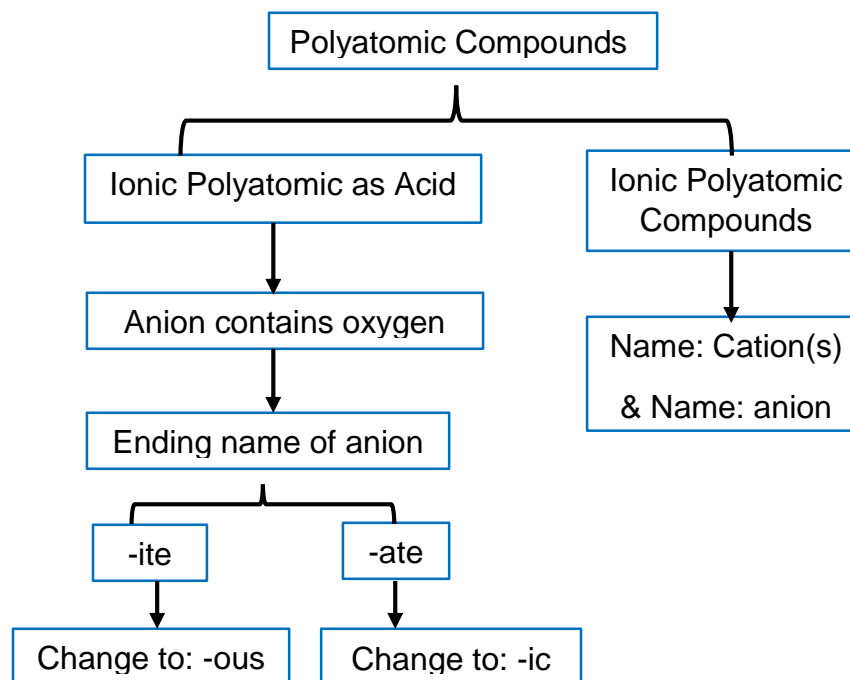 Polyatomic Compounds
Ionic Polyatomic as Acid
Ionic Polyatomic
Compounds
Anion contains oxygen
Name: Cation(s)
& Name: anion
Ending name of anion
-ite
-ate
Change to: -ous
Change to: -ic